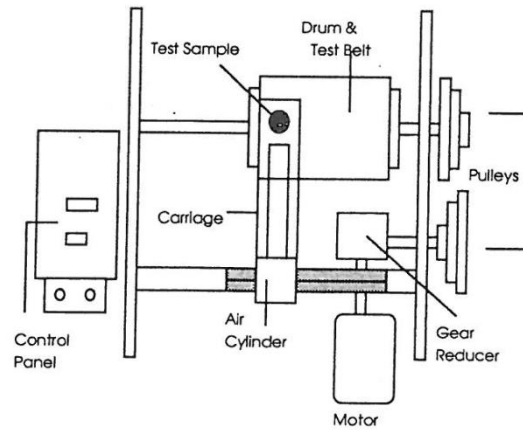 Drum &
Test Belt
Test Sample
Pulleys
Carriage
Air
Cylinder
Gear
Reducer
Control
Panel
Motor